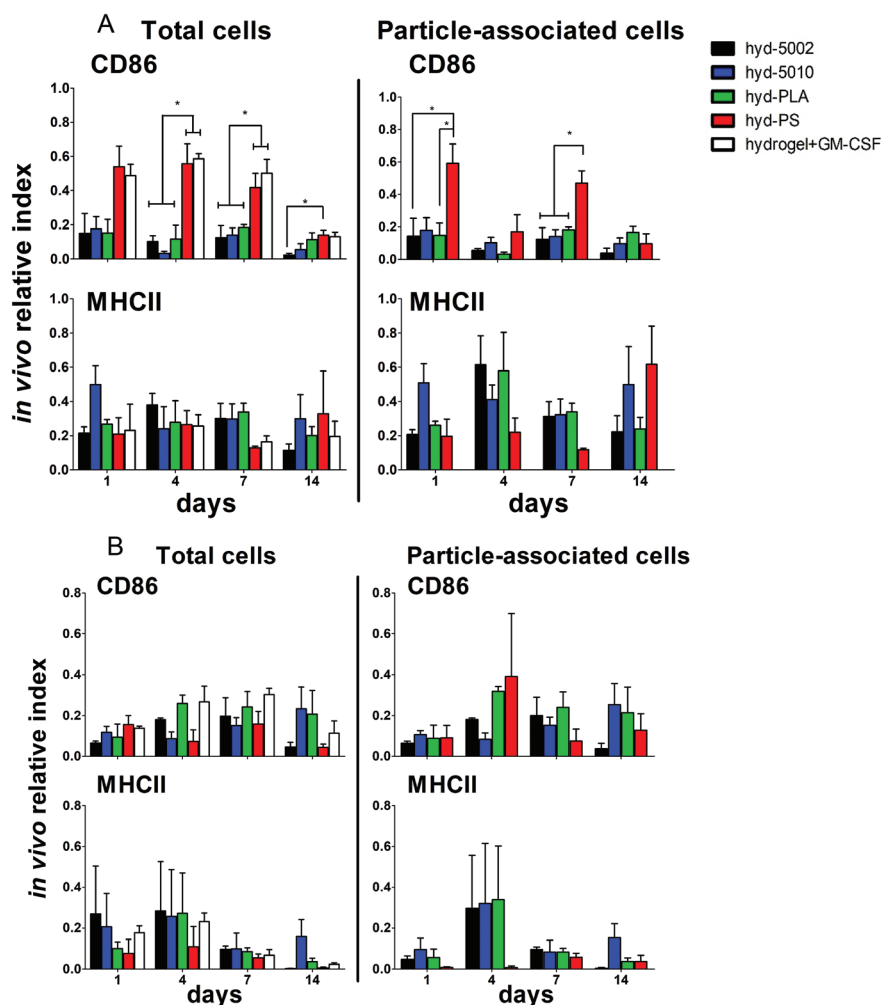 A
Total cells
Particle-associated cells
CD86
CD86
hyd-5002
hyd-5010
hyd-PLA
hyd-PS
hydrogel+GM-CSF
in vivo relative index
1.0
0.8
0.6
0.4
0.2
0.0
* * *
1.0
0.8
0.6
0.4
0.2
0.0
* * *
MHCII
MHCII
1.0
0.8
0.6
0.4
0.2
0.0
1.0
0.8
0.6
0.4
0.2
0.0
1 4 7 14
days
1 4 7 14
days
B
Total cells
Particle-associated cells
CD86
CD86
in vivo relative index
0.8
0.6
0.4
0.2
0.0
0.8
0.6
0.4
0.2
0.0
MHCII
MHCII
0.8
0.6
0.4
0.2
0.0
0.8
0.6
0.4
0.2
0.0
1 4 7 14
days
1 4 7 14
days